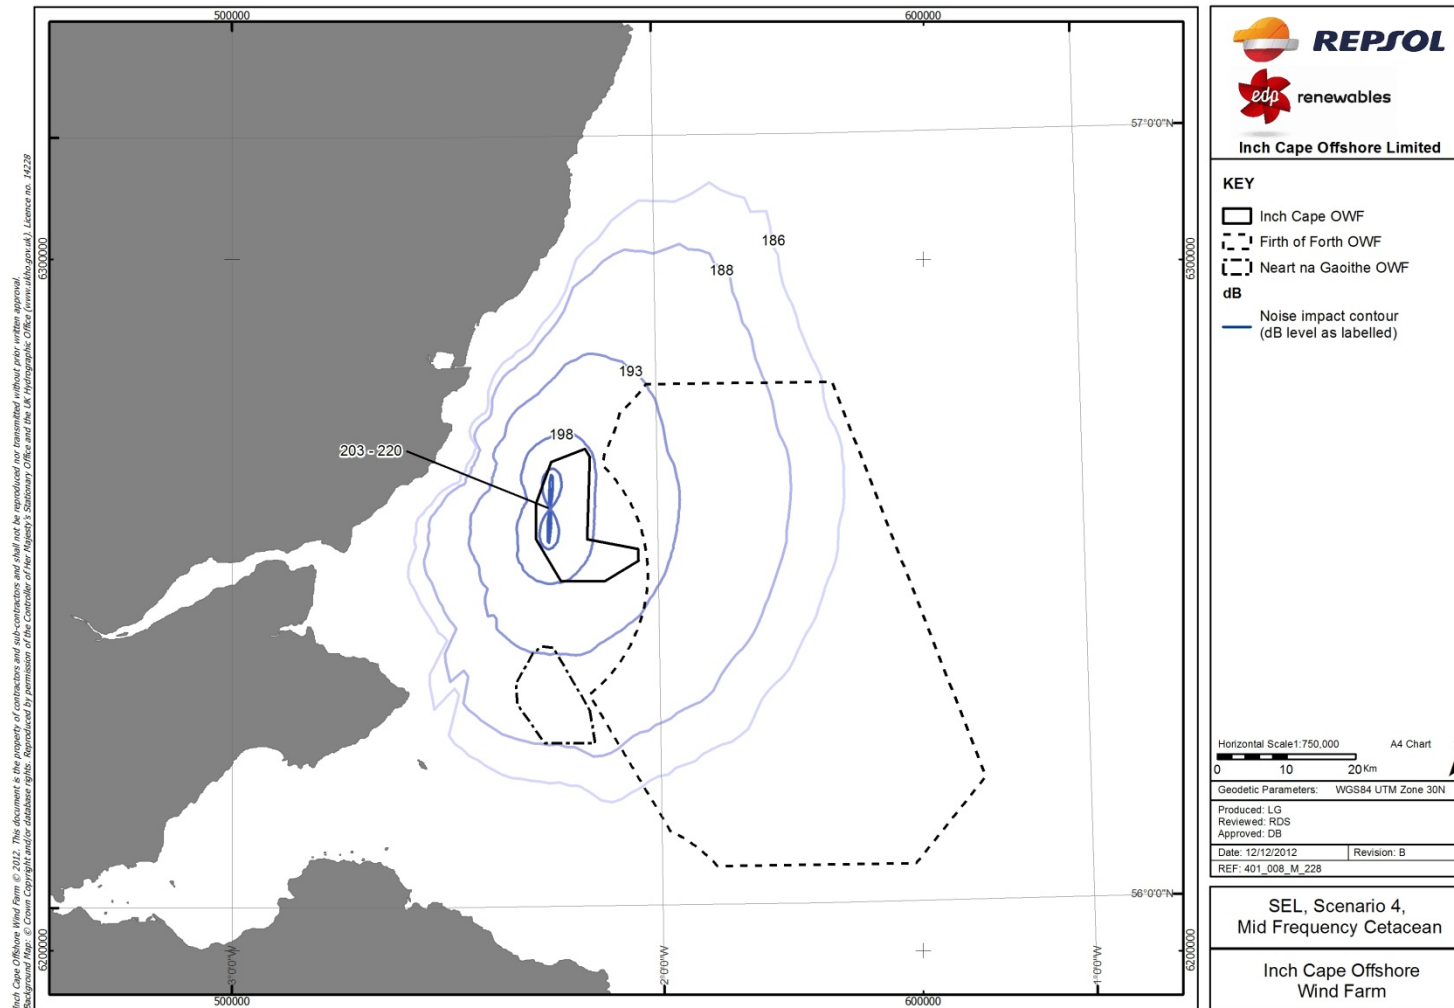 500000
600000
57°0'0"N
6300000
6300000
186
188
193
198
203 - 220
56°0'0"N
6200000
6200000
3°0'0"W
2°0'0"W
1°0'0"W
500000
600000
Inch Cape Offshore Wind Farm © 2012. This document is the property of contractors and sub-contractors and shall not be reproduced nor transmitted without prior written approval.
Background Map: © Crown Copyright and/or database rights. Reproduced by permission of the Controller of Her Majesty's Stationary Office and the UK Hydrographic Office (www.ukho.gov.uk). Licence no. 14228
REPSOL
edp renewables
Inch Cape Offshore Limited
KEY
Inch Cape OWF
Firth of Forth OWF
Neart na Gaoithe OWF
dB
Noise impact contour
(dB level as labelled)
Horizontal Scale1:750,000 A4 Chart
0 10 20 Km
Geodetic Parameters: WGS84 UTM Zone 30N
Produced: LG
Reviewed: RDS
Approved: DB
Date: 12/12/2012 Revision: B
REF: 401_008_M_228
SEL, Scenario 4,
Mid Frequency Cetacean
Inch Cape Offshore
Wind Farm